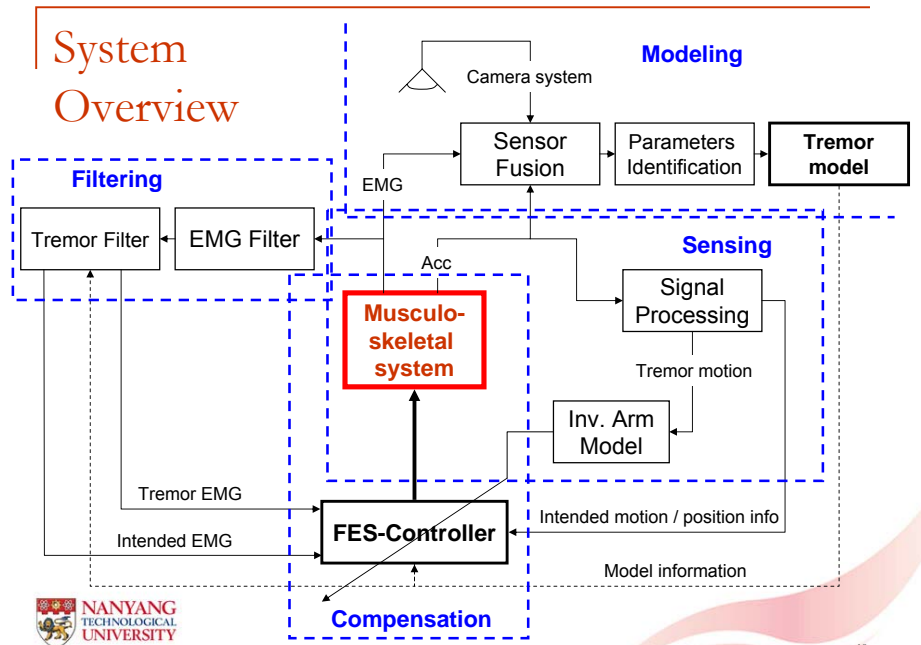 System
Overview
Modeling
Camera system
Sensor
Fusion
Parameters
Identification
Tremor
model
Filtering
EMG
Tremor Filter
EMG Filter
Sensing
Acc
Signal
Processing
Musculo-
skeletal
system
Tremor motion
Inv. Arm
Model
Tremor EMG
FES-Controller
Intended motion / position info
Intended EMG
Model information
Compensation
NANYANG
TECHNOLOGICAL
UNIVERSITY